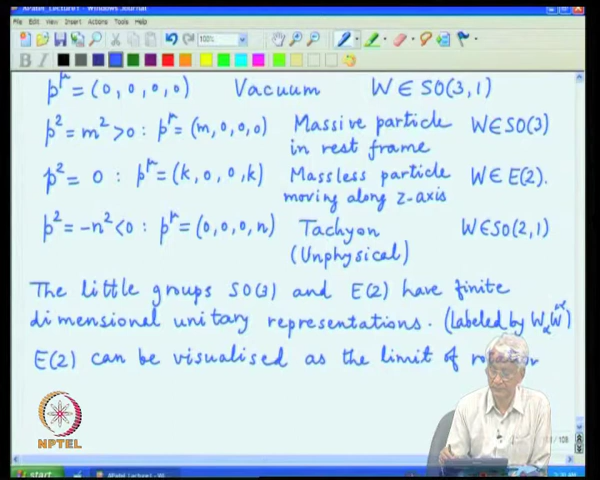 APablet_Lecture1 - Windows Journal
File Edit View Insert Actions Tools Help
100%
B I
p^μ = (0, 0, 0, 0) Vacuum W ∈ SO(3,1)
p² = m² > 0 : p^μ = (m, 0, 0, 0) Massive particle in rest frame W ∈ SO(3)
p² = 0 : p^μ = (k, 0, 0, k) Massless particle moving along z-axis W ∈ E(2).
p² = -n² < 0 : p^μ = (0, 0, 0, n) Tachyon (Unphysical) W ∈ SO(2,1)
The little groups SO(3) and E(2) have finite
dimensional unitary representations. (Labeled by W_α W^α)
E(2) can be visualised as the limit of rotation
NPTEL
start